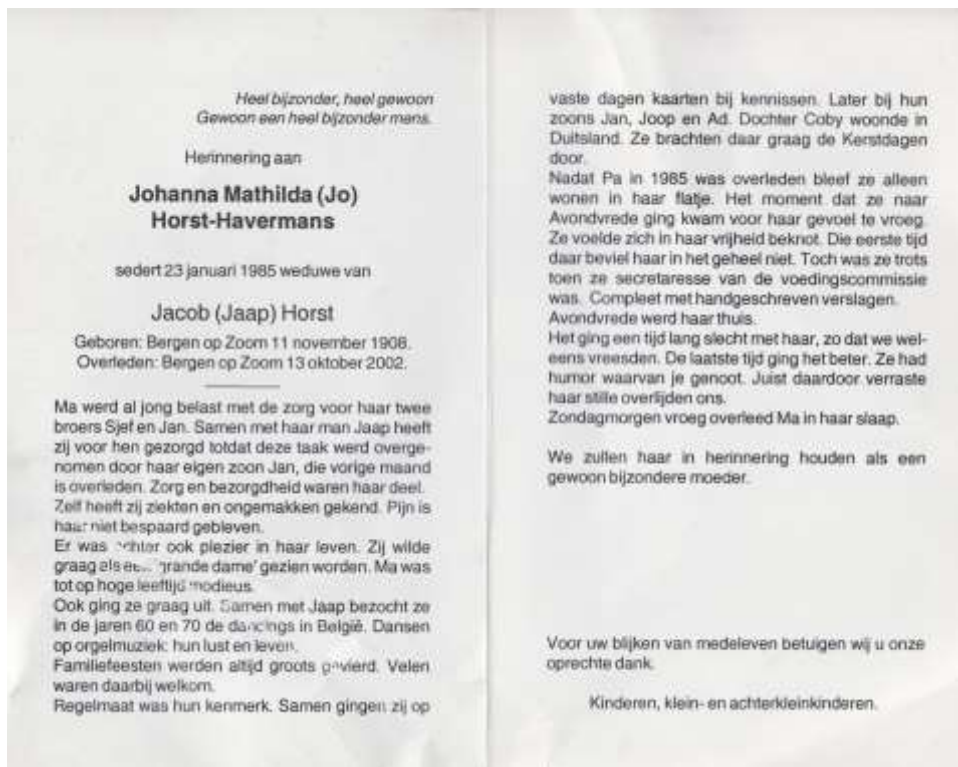 Heel bijzonder, heel gewoon
Gewoon een heel bijzonder mens.
Herinnering aan
Johanna Mathilda (Jo)
Horst-Havermans
sedert 23 januari 1985 weduwe van
Jacob (Jaap) Horst
Geboren: Bergen op Zoom 11 november 1908.
Overleden: Bergen op Zoom 13 oktober 2002.
Ma werd al jong belast met de zorg voor haar twee
broers Sjef en Jan. Samen met haar man Jaap heeft
zij voor hen gezorgd totdat deze taak werd overge-
nomen door haar eigen zoon Jan, die vorige maand
is overleden. Zorg en bezorgdheid waren haar deel.
Zelf heeft zij ziekten en ongemakken gekend. Pijn is
haar niet bespaard gebleven.
Er was echter ook plezier in haar leven. Zij wilde
graag als een 'grande dame' gezien worden. Ma was
tot op hoge leeftijd modieus.
Ook ging ze graag uit. Samen met Jaap bezocht ze
in de jaren 60 en 70 de dancings in België. Dansen
op orgelmuziek: hun lust en leven.
Familiefeesten werden altijd groots gevierd. Velen
waren daarbij welkom.
Regelmaat was hun kenmerk. Samen gingen zij op
vaste dagen kaarten bij kennissen. Later bij hun
zoons Jan, Joop en Ad. Dochter Coby woonde in
Duitsland. Ze brachten daar graag de Kerstdagen
door.
Nadat Pa in 1985 was overleden bleef ze alleen
wonen in haar flatje. Het moment dat ze naar
Avondvrede ging kwam voor haar gevoel te vroeg.
Ze voelde zich in haar vrijheid beknot. Die eerste tijd
daar beviel haar in het geheel niet. Toch was ze trots
toen ze secretaresse van de voedingscommissie
was. Compleet met handgeschreven verslagen.
Avondvrede werd haar thuis.
Het ging een tijd lang slecht met haar, zo dat we wel-
eens vreesden. De laatste tijd ging het beter. Ze had
humor waarvan je genoot. Juist daardoor verraste
haar stille overlijden ons.
Zondagmorgen vroeg overleed Ma in haar slaap.
We zullen haar in herinnering houden als een
gewoon bijzondere moeder.
Voor uw blijken van medeleven betuigen wij u onze
oprechte dank.
Kinderen, klein- en achterkleinkinderen.